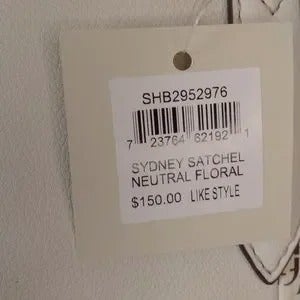 SHB2952976
7 23764 62192 1
SYDNEY SATCHEL
NEUTRAL FLORAL
$150.00 LIKE STYLE